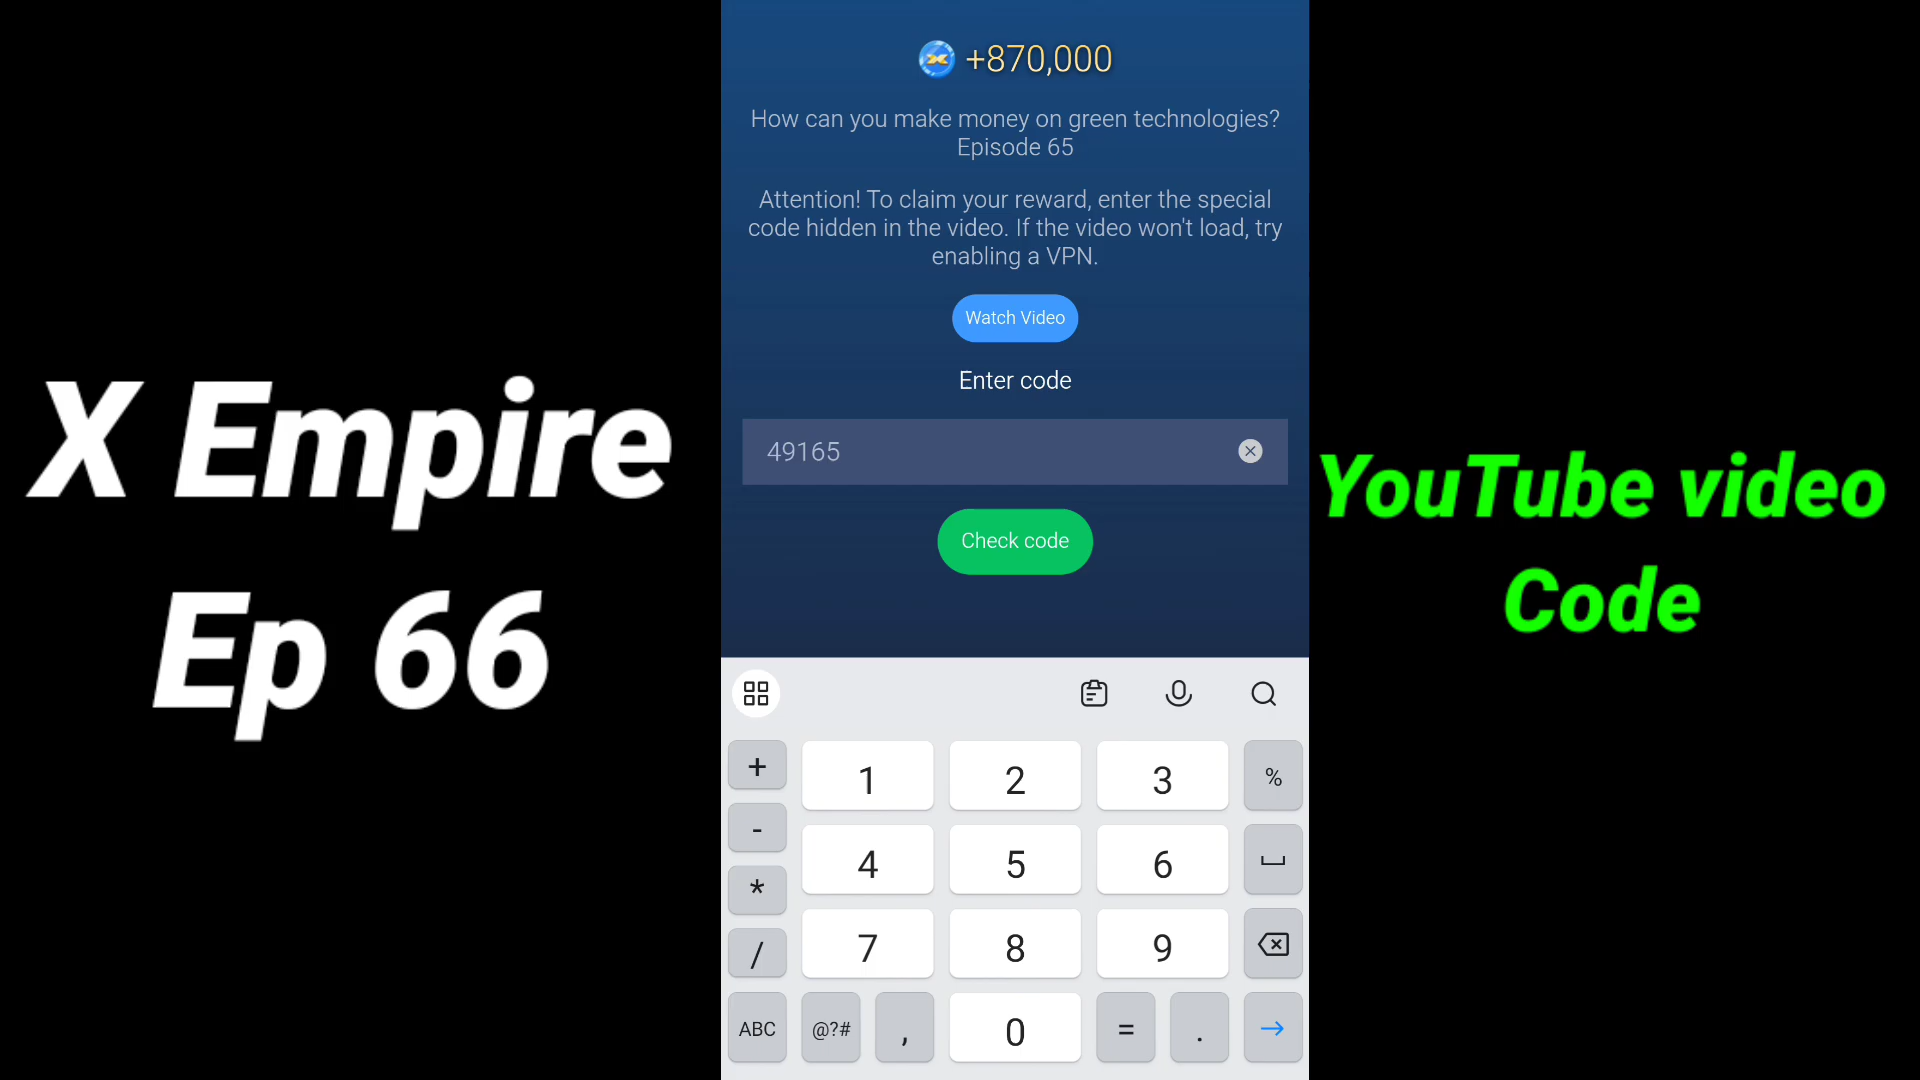 X Empire
Ep 66
+870,000
How can you make money on green technologies?
Episode 65
Attention! To claim your reward, enter the special
code hidden in the video. If the video won't load, try
enabling a VPN.
Watch Video
Enter code
49165
Check code
YouTube video
Code
+ 1 2 3 %
- 4 5 6
* 7 8 9
/
ABC @?# , 0 = .